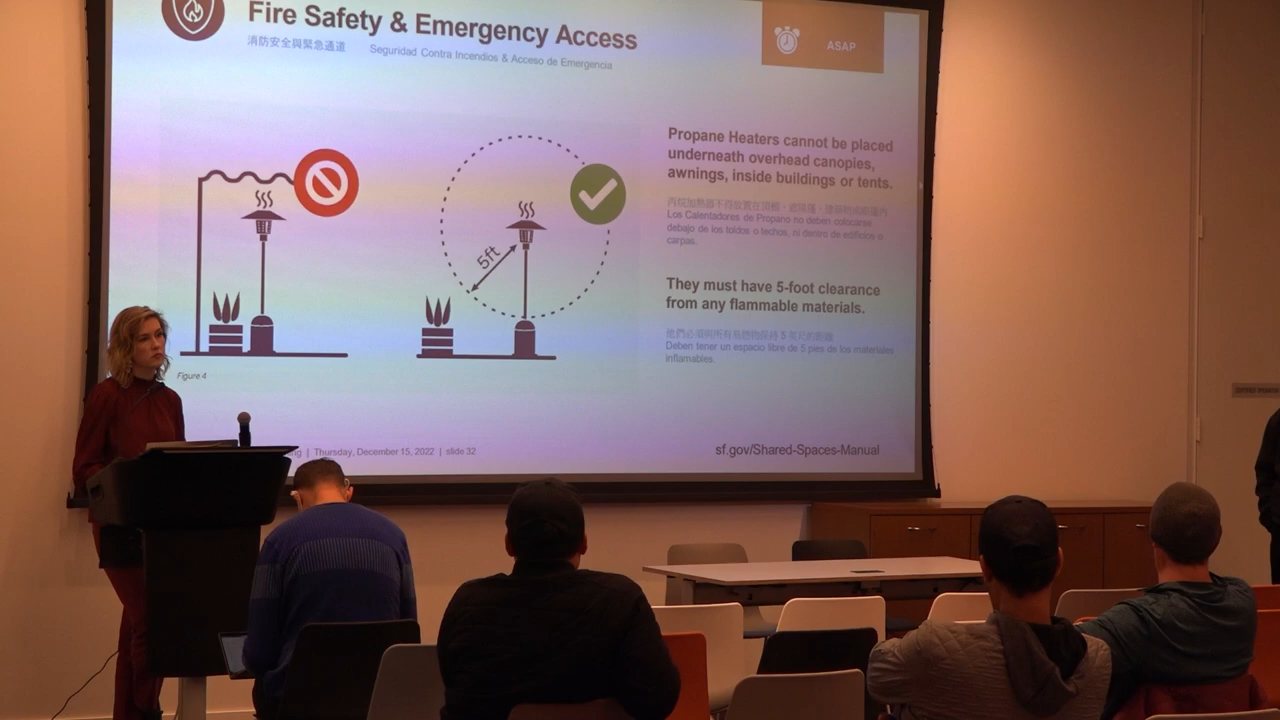 Fire Safety & Emergency Access
ASAP
消防安全與緊急通道 Seguridad Contra Incendios & Acceso de Emergencia
Propane Heaters cannot be placed
underneath overhead canopies,
awnings, inside buildings or tents.
Los Calentadores de Propano no deben colocarse
debajo de los toldos o techos, ni dentro de edificios o
carpas.
5ft
They must have 5-foot clearance
from any flammable materials.
Deben tener un espacio libre de 5 pies de los materiales
inflamables.
Figure 4
| Thursday, December 15, 2022 | slide 32
sf.gov/Shared-Spaces-Manual